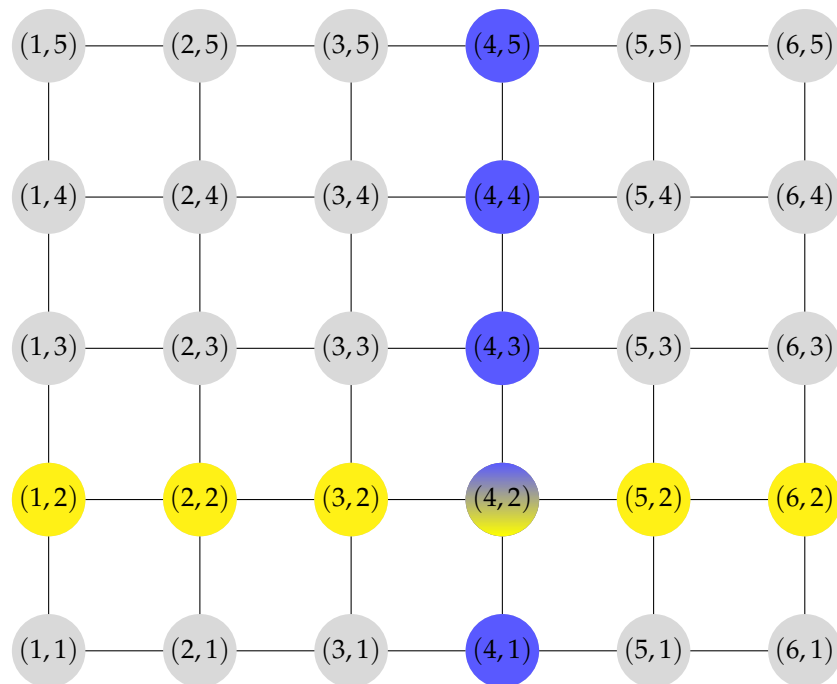 (1, 5) (2, 5) (3, 5) (4, 5) (5, 5) (6, 5)
(1, 4) (2, 4) (3, 4) (4, 4) (5, 4) (6, 4)
(1, 3) (2, 3) (3, 3) (4, 3) (5, 3) (6, 3)
(1, 2) (2, 2) (3, 2) (4, 2) (5, 2) (6, 2)
(1, 1) (2, 1) (3, 1) (4, 1) (5, 1) (6, 1)